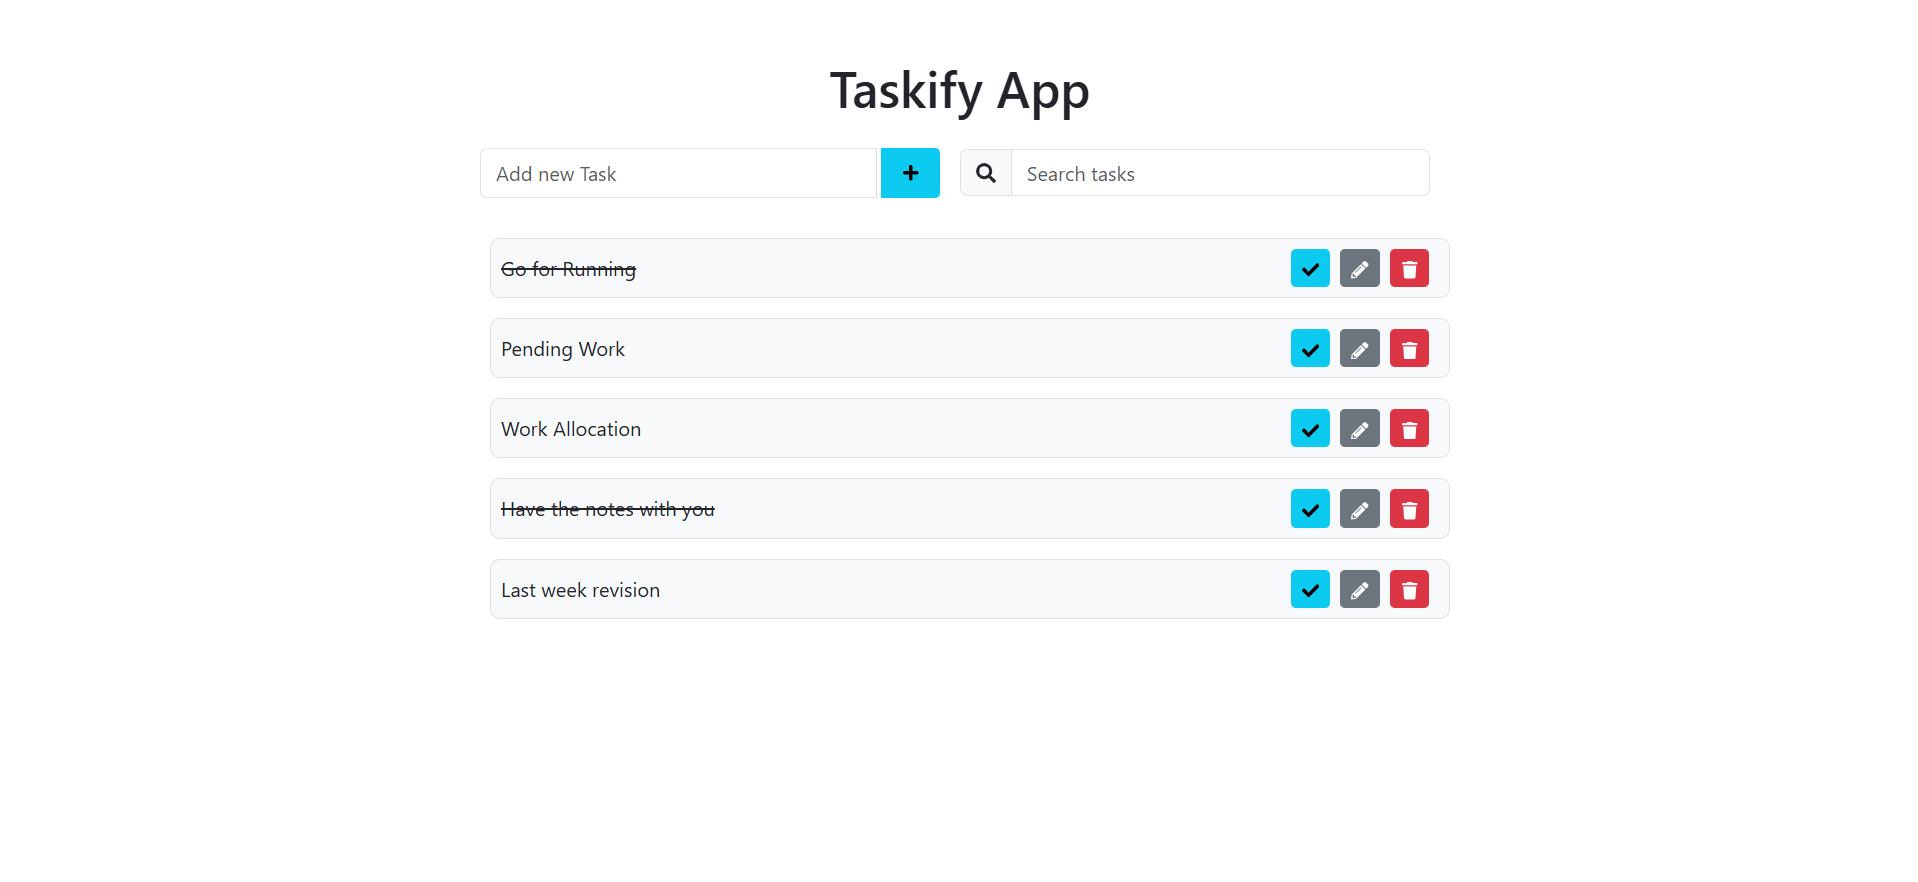 Taskify App
Add new Task
Search tasks
Go for Running
Pending Work
Work Allocation
Have the notes with you
Last week revision